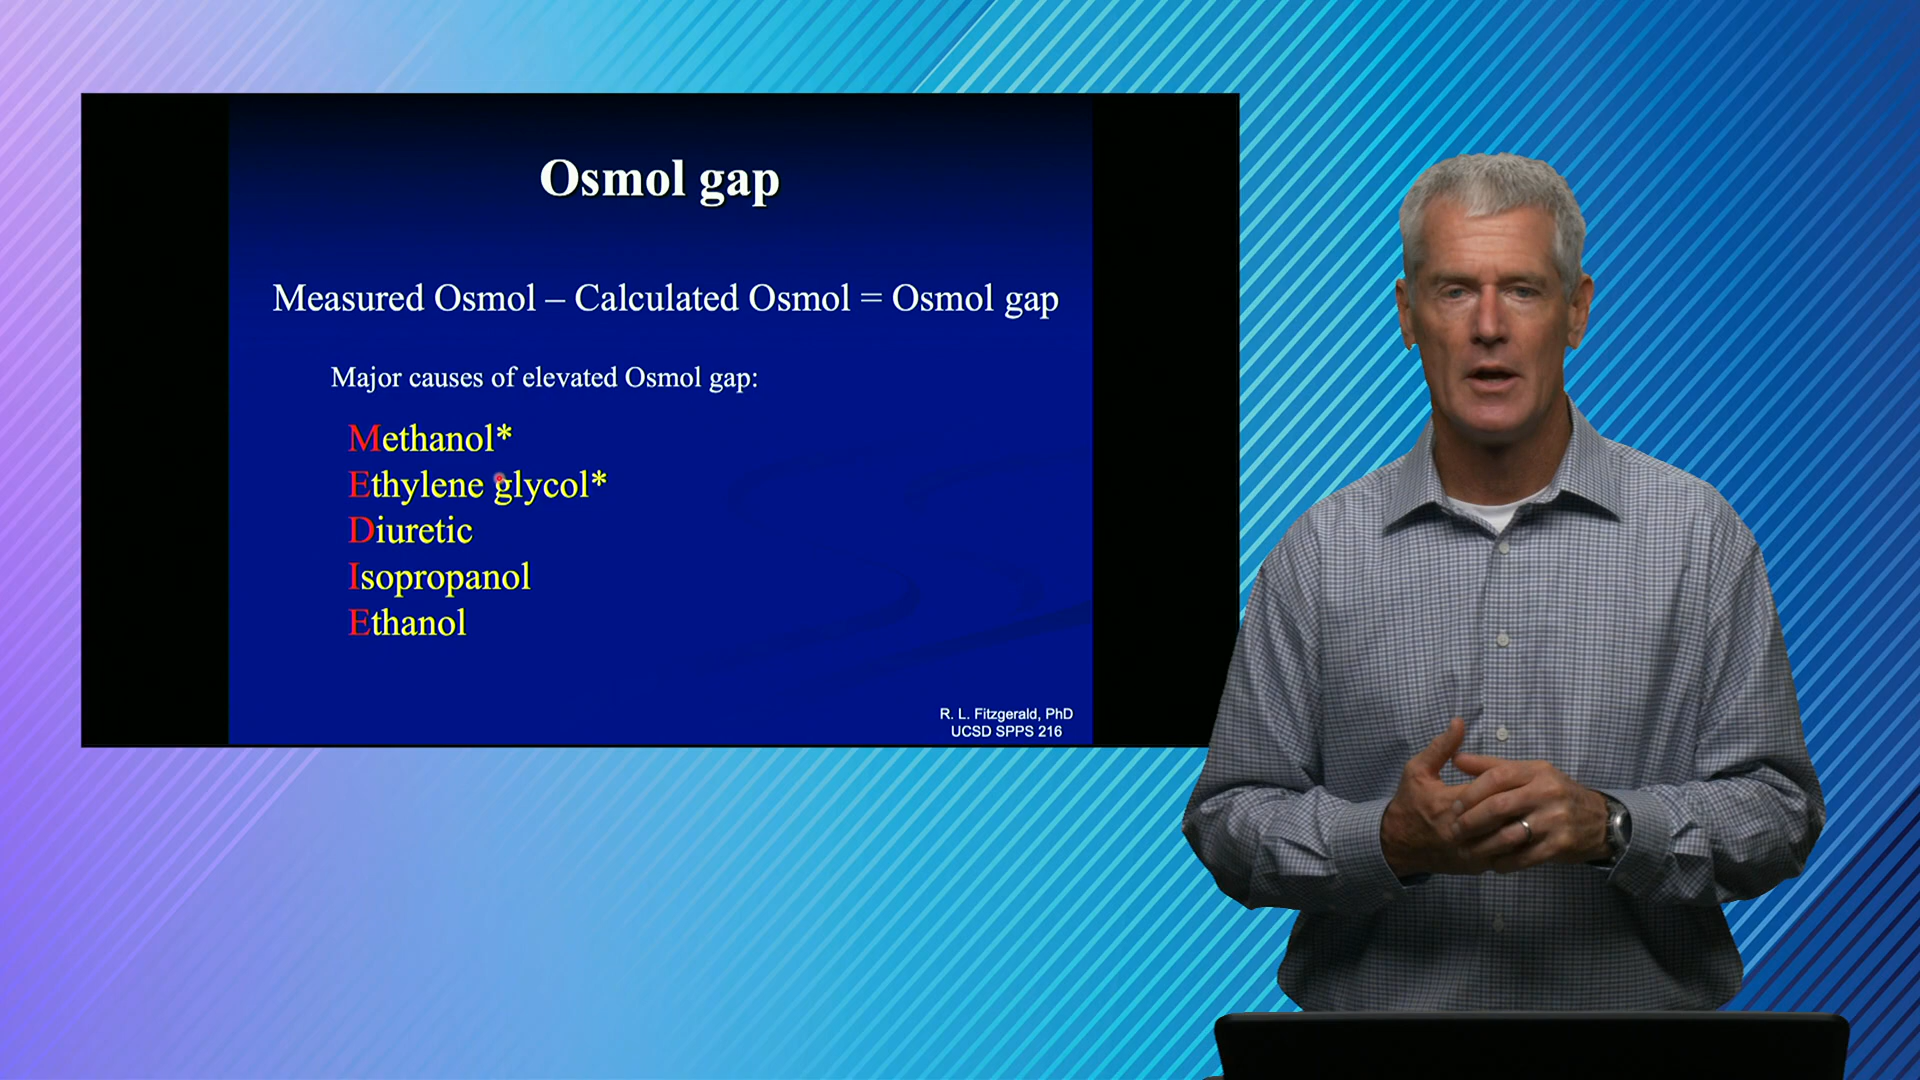 Osmol gap
Measured Osmol – Calculated Osmol = Osmol gap
Major causes of elevated Osmol gap:
Methanol*
Ethylene glycol*
Diuretic
Isopropanol
Ethanol
R. L. Fitzgerald, PhD
UCSD SPPS 216